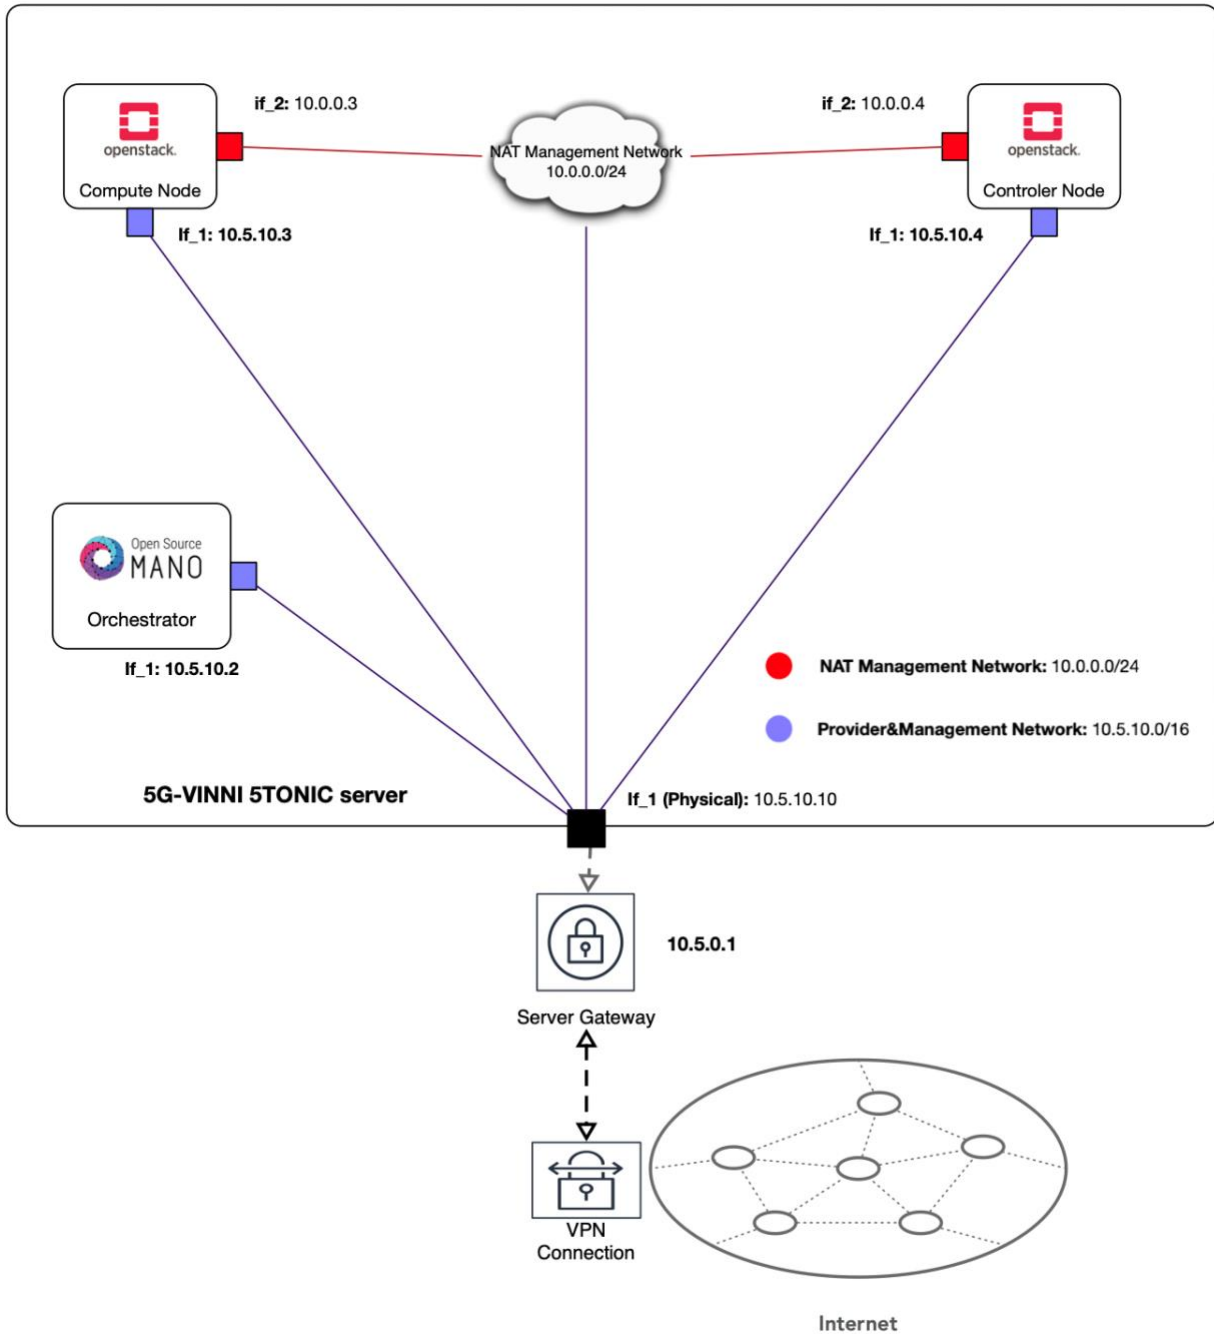 if_2: 10.0.0.3
if_2: 10.0.0.4
openstack.
Compute Node
NAT Management Network
10.0.0.0/24
openstack.
Controler Node
If_1: 10.5.10.3
If_1: 10.5.10.4
Open Source
MANO
Orchestrator
If_1: 10.5.10.2
NAT Management Network: 10.0.0.0/24
Provider&Management Network: 10.5.10.0/16
5G-VINNI 5TONIC server
If_1 (Physical): 10.5.10.10
10.5.0.1
Server Gateway
VPN
Connection
Internet